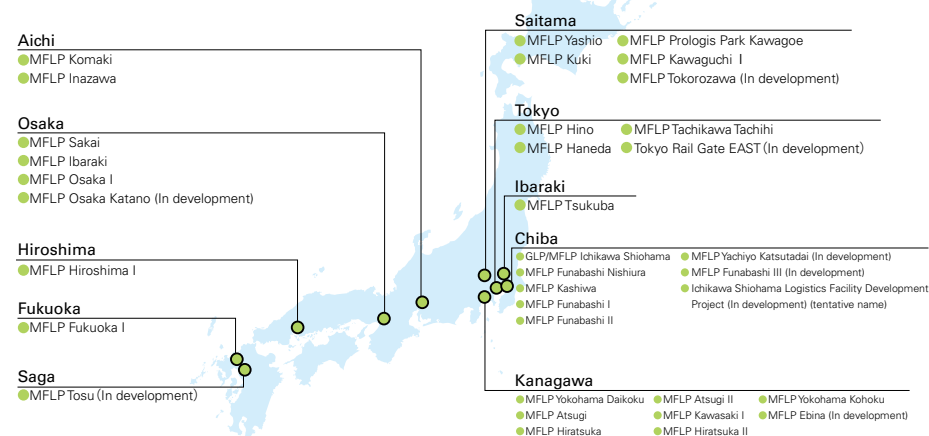 Aichi
MFLP Komaki
MFLP Inazawa
Osaka
MFLP Sakai
MFLP Ibaraki
MFLP Osaka I
MFLP Osaka Katano (In development)
Hiroshima
MFLP Hiroshima I
Fukuoka
MFLP Fukuoka I
Saga
MFLP Tosu (In development)
Saitama
MFLP Yashio
MFLP Kuki
MFLP Prologis Park Kawagoe
MFLP Kawaguchi I
MFLP Tokorozawa (In development)
Tokyo
MFLP Hino
MFLP Haneda
MFLP Tachikawa Tachihi
Tokyo Rail Gate EAST (In development)
Ibaraki
MFLP Tsukuba
Chiba
GLP/MFLP Ichikawa Shiohama
MFLP Funabashi Nishiura
MFLP Kashiwa
MFLP Funabashi I
MFLP Funabashi II
MFLP Yachiyo Katsutadai (In development)
MFLP Funabashi III (In development)
Ichikawa Shiohama Logistics Facility Development
Project (In development) (tentative name)
Kanagawa
MFLP Yokohama Daikoku
MFLP Atsugi
MFLP Hiratsuka
MFLP Atsugi II
MFLP Kawasaki I
MFLP Hiratsuka II
MFLP Yokohama Kohoku
MFLP Ebina (In development)